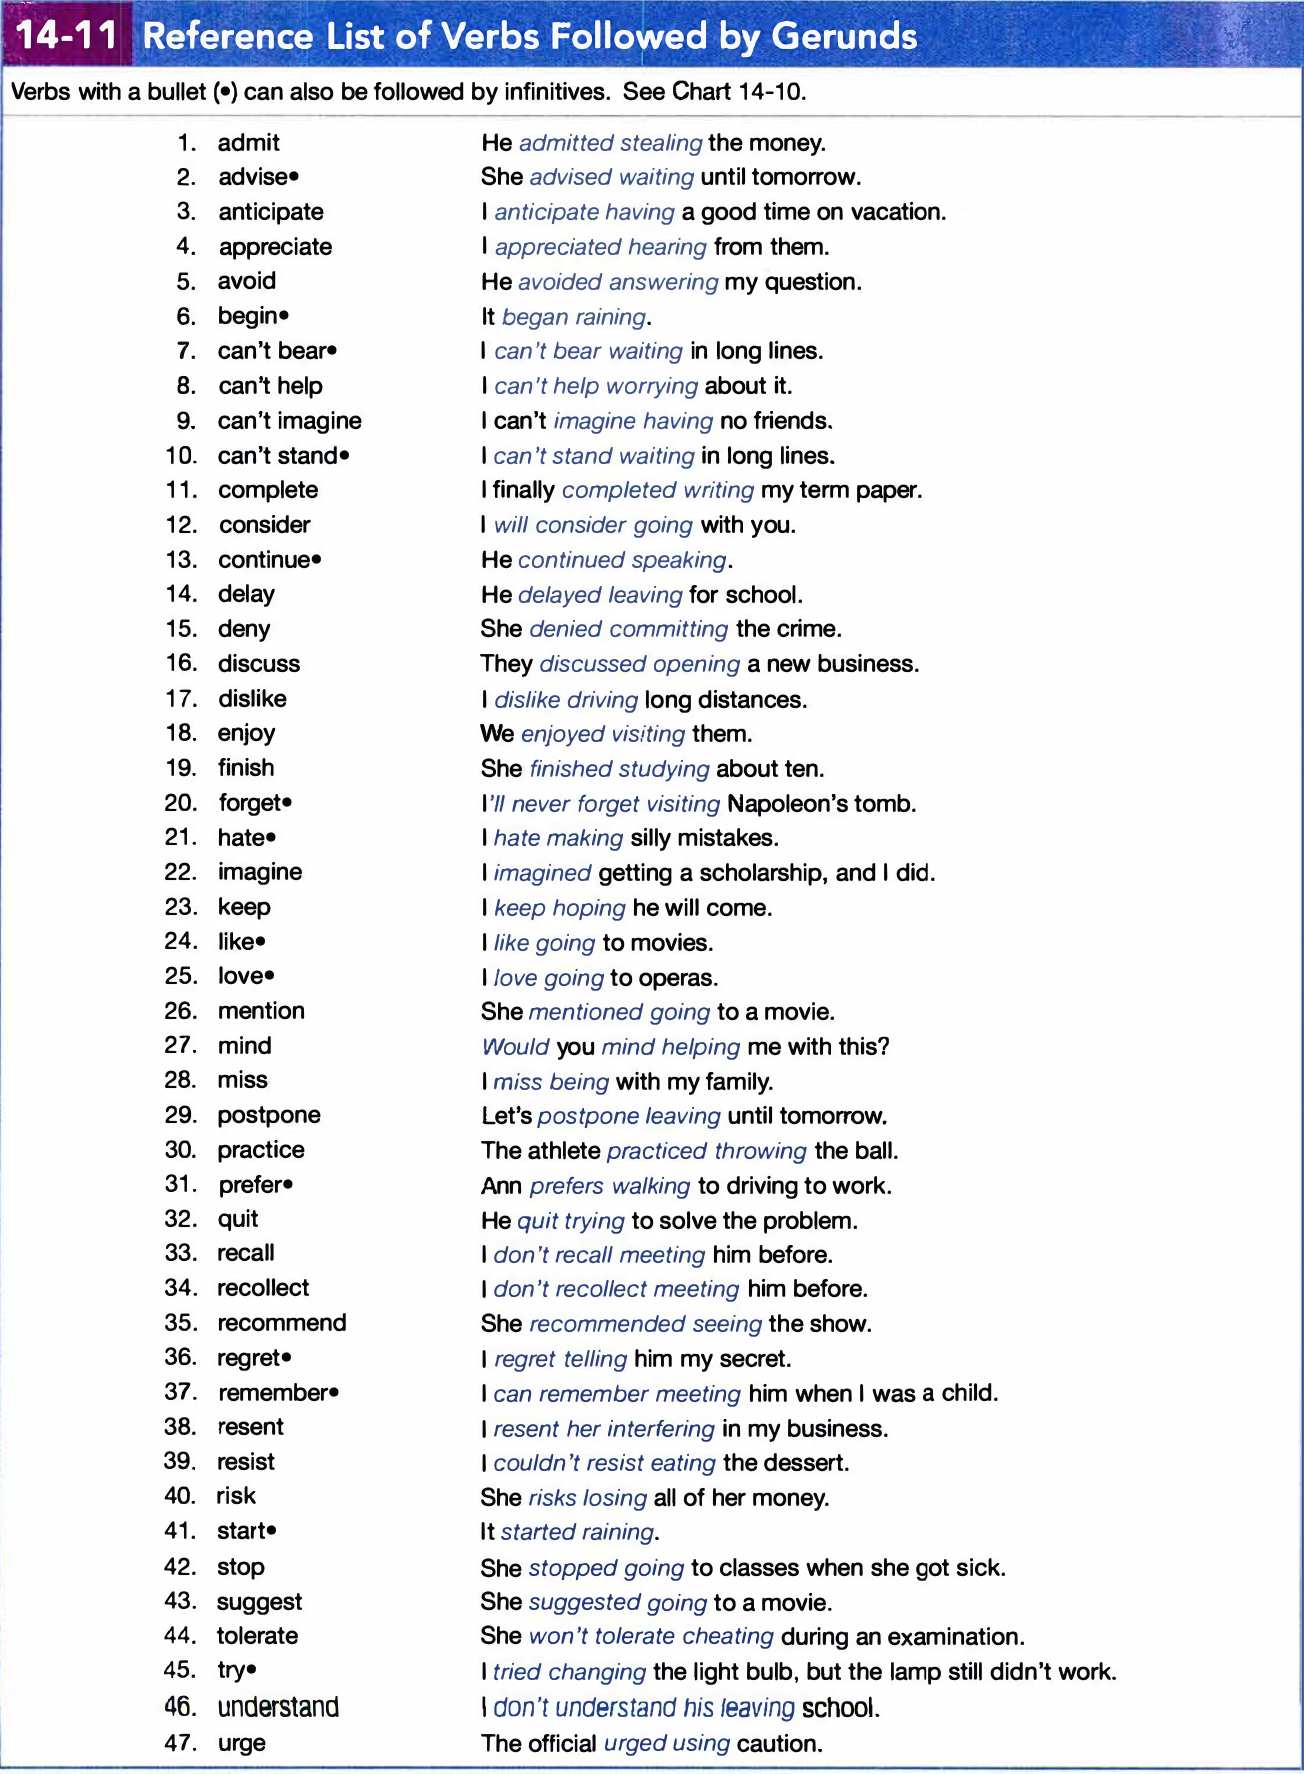 14-11 Reference List of Verbs Followed by Gerunds
Verbs with a bullet (•) can also be followed by infinitives. See Chart 14-10.
1. admit He admitted stealing the money.
2. advise• She advised waiting until tomorrow.
3. anticipate I anticipate having a good time on vacation.
4. appreciate I appreciated hearing from them.
5. avoid He avoided answering my question.
6. begin• It began raining.
7. can't bear• I can't bear waiting in long lines.
8. can't help I can't help worrying about it.
9. can't imagine I can't imagine having no friends.
10. can't stand• I can't stand waiting in long lines.
11. complete I finally completed writing my term paper.
12. consider I will consider going with you.
13. continue• He continued speaking.
14. delay He delayed leaving for school.
15. deny She denied committing the crime.
16. discuss They discussed opening a new business.
17. dislike I dislike driving long distances.
18. enjoy We enjoyed visiting them.
19. finish She finished studying about ten.
20. forget• I'll never forget visiting Napoleon's tomb.
21. hate• I hate making silly mistakes.
22. imagine I imagined getting a scholarship, and I did.
23. keep I keep hoping he will come.
24. like• I like going to movies.
25. love• I love going to operas.
26. mention She mentioned going to a movie.
27. mind Would you mind helping me with this?
28. miss I miss being with my family.
29. postpone Let's postpone leaving until tomorrow.
30. practice The athlete practiced throwing the ball.
31. prefer• Ann prefers walking to driving to work.
32. quit He quit trying to solve the problem.
33. recall I don't recall meeting him before.
34. recollect I don't recollect meeting him before.
35. recommend She recommended seeing the show.
36. regret• I regret telling him my secret.
37. remember• I can remember meeting him when I was a child.
38. resent I resent her interfering in my business.
39. resist I couldn't resist eating the dessert.
40. risk She risks losing all of her money.
41. start• It started raining.
42. stop She stopped going to classes when she got sick.
43. suggest She suggested going to a movie.
44. tolerate She won't tolerate cheating during an examination.
45. try• I tried changing the light bulb, but the lamp still didn't work.
46. understand I don't understand his leaving school.
47. urge The official urged using caution.